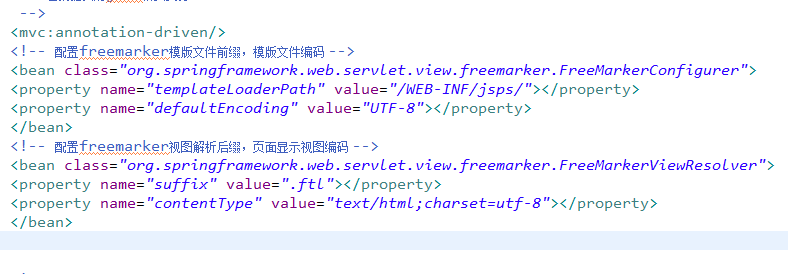 -->
<mvc:annotation-driven/>
<!-- 配置freemarker模版文件前缀，模版文件编码 -->
<bean class="org.springframework.web.servlet.view.freemarker.FreeMarkerConfigurer">
<property name="templateLoaderPath" value="/WEB-INF/jsps/"></property>
<property name="defaultEncoding" value="UTF-8"></property>
</bean>
<!-- 配置freemarker视图解析后缀，页面显示视图编码 -->
<bean class="org.springframework.web.servlet.view.freemarker.FreeMarkerViewResolver">
<property name="suffix" value=".ftl"></property>
<property name="contentType" value="text/html;charset=utf-8"></property>
</bean>